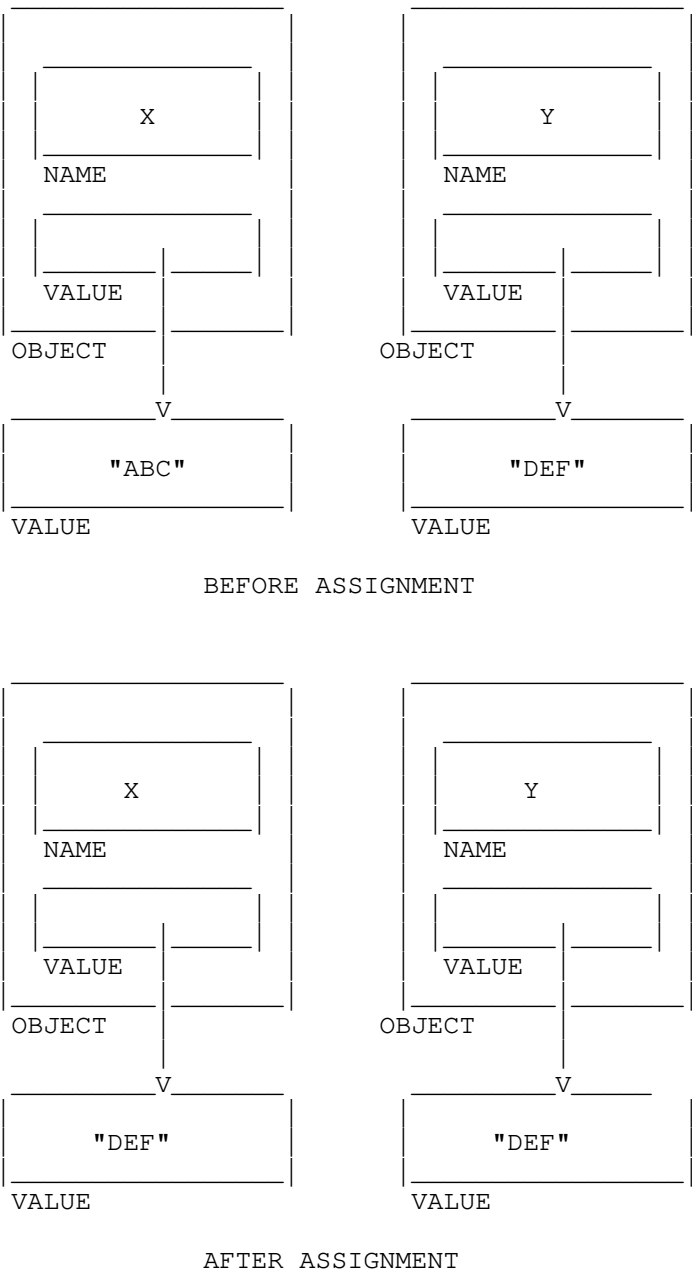 X Y
NAME NAME
VALUE VALUE
OBJECT OBJECT
V V
"ABC" "DEF"
VALUE VALUE
BEFORE ASSIGNMENT
X Y
NAME NAME
VALUE VALUE
OBJECT OBJECT
V V
"DEF" "DEF"
VALUE VALUE
AFTER ASSIGNMENT